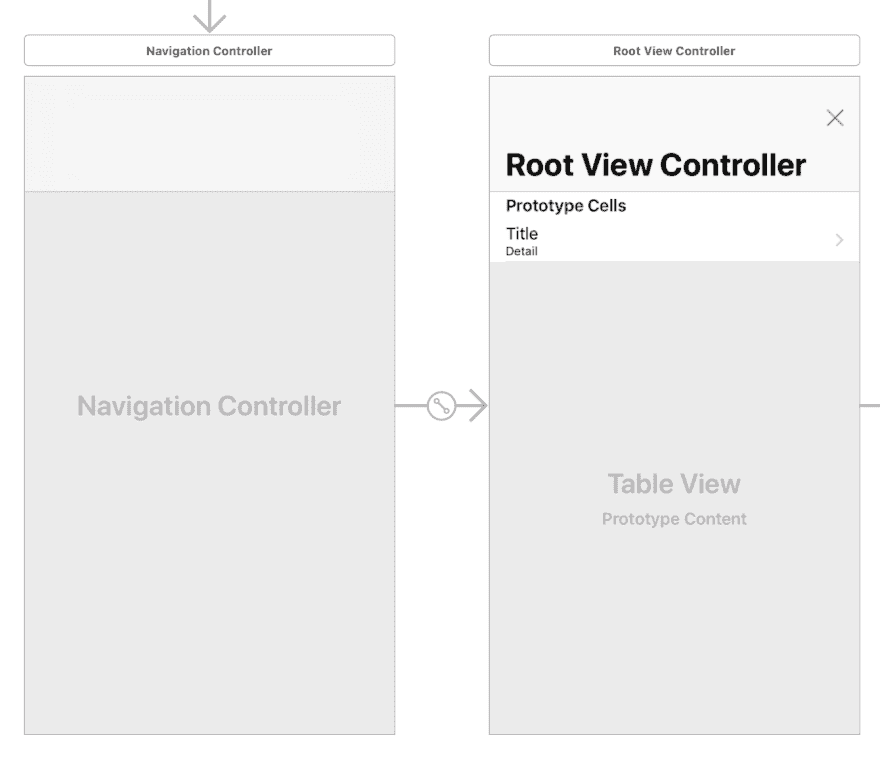 Navigation Controller
Navigation Controller
Root View Controller
Root View Controller
Prototype Cells
Title
Detail
Table View
Prototype Content